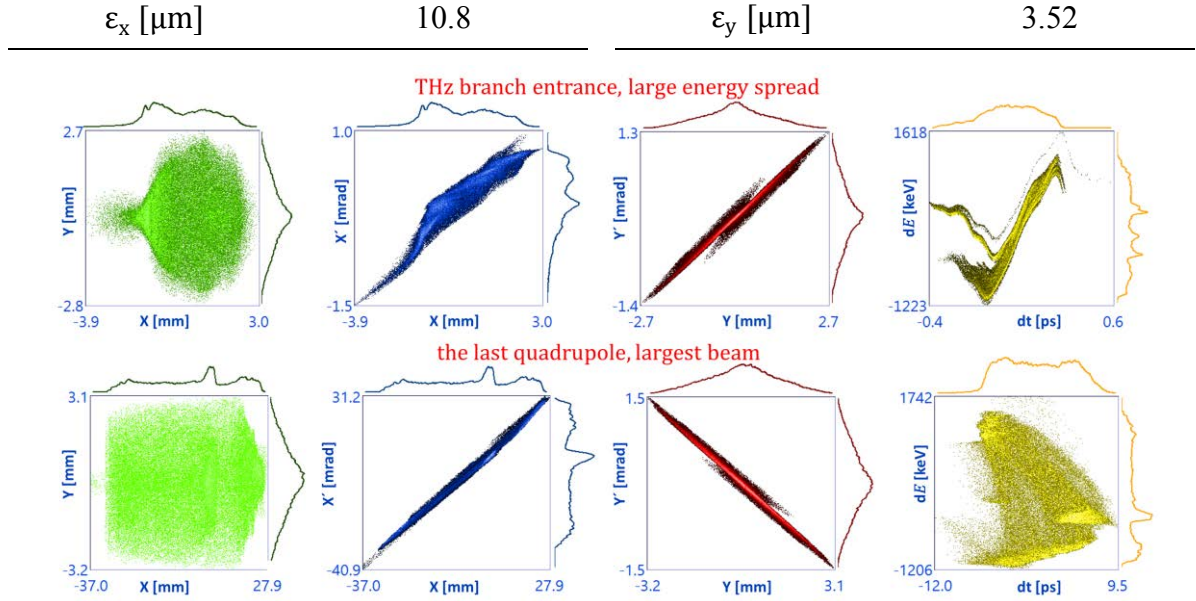 εx [μm] 10.8 εy [μm] 3.52
THz branch entrance, large energy spread
2.7 1.0 1.3 1618
Y [mm] X´ [mrad] Y´ [mrad] dE [keV]
-2.8 -1.5 -1.4 -1223
-3.9 3.0 -3.9 3.0 -2.7 2.7 -0.4 0.6
X [mm] X [mm] Y [mm] dt [ps]
the last quadrupole, largest beam
3.1 31.2 1.5 1742
Y [mm] X´ [mrad] Y´ [mrad] dE [keV]
-3.2 -40.9 -1.5 -1206
-37.0 27.9 -37.0 27.9 -3.2 3.1 -12.0 9.5
X [mm] X [mm] Y [mm] dt [ps]